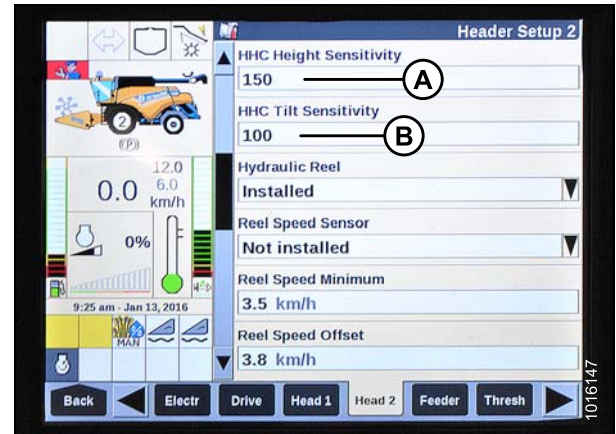 Header Setup 2
HHC Height Sensitivity
150
A
HHC Tilt Sensitivity
100
B
Hydraulic Reel
Installed
Reel Speed Sensor
Not installed
Reel Speed Minimum
3.5 km/h
Reel Speed Offset
3.8 km/h
2
(P)
12.0
0.0 6.0
km/h
0%
9:25 am - Jan 13, 2016
MAN
Back
Electr
Drive
Head 1
Head 2
Feeder
Thresh
1016147